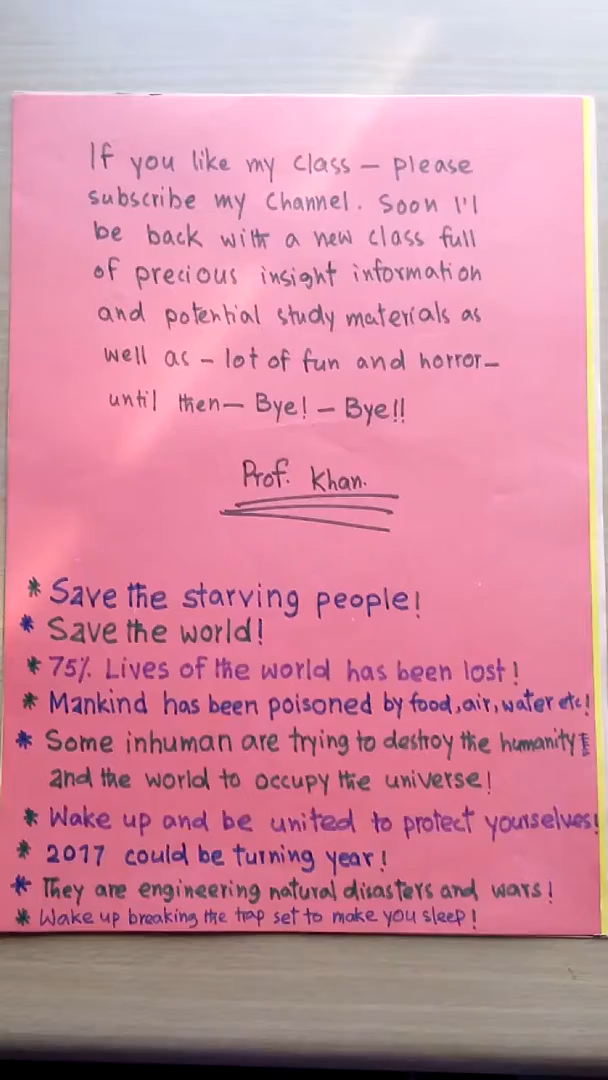 If you like my class – please
subscribe my Channel. Soon I'l
be back with a new class full
of precious insight information
and potential study materials as
well as – lot of fun and horror–
until then– Bye! – Bye!!
Prof. Khan.
* Save the starving people!
* Save the world!
* 75% Lives of the world has been lost!
* Mankind has been poisoned by food, air, water etc!
* Some inhuman are trying to destroy the humanity
and the world to occupy the universe!
* Wake up and be united to protect yourselves!
* 2017 could be turning year!
* They are engineering natural disasters and wars!
* Wake up breaking the trap set to make you sleep!